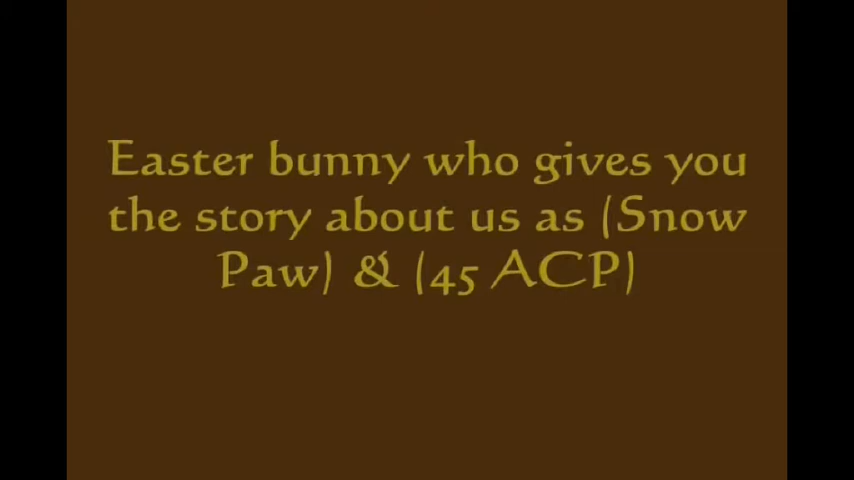 Easter bunny who gives you
the story about us as (Snow
Paw) & (45 ACP)